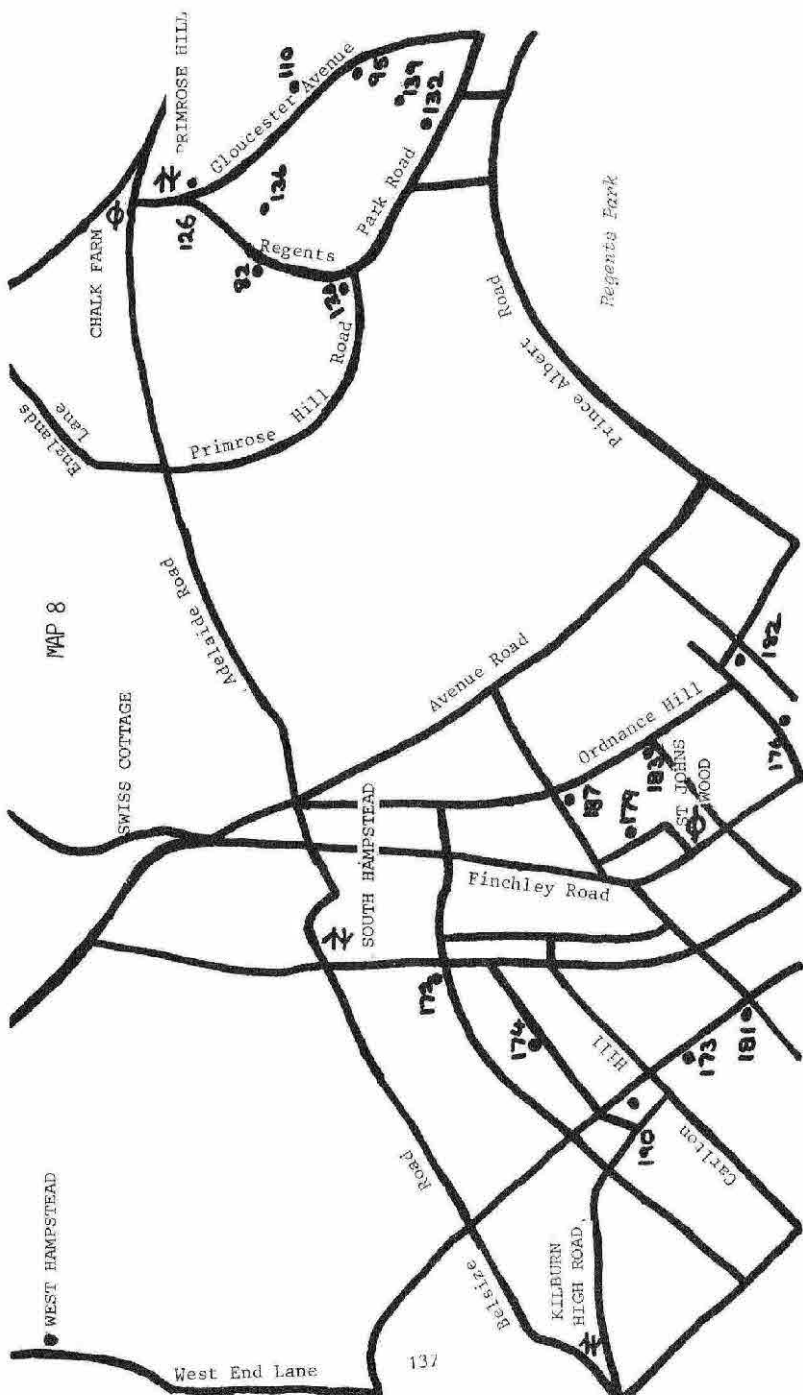 MAP 8
WEST HAMPSTEAD
SWISS COTTAGE
CHALK FARM
PRIMROSE HILL
Englands
Lane
Adelaide Road
Primrose Hill Road
Regents
Park Road
Gloucester Avenue
126
136
110
95
139
132
82
Prince Albert Road
Regents Park
SOUTH HAMPSTEAD
Avenue Road
Finchley Road
Ordnance Hill
187
179
183
ST JOHNS
WOOD
182
176
174
173
181
190
Carlton Hill
Belsize Road
KILBURN
HIGH ROAD
West End Lane
137